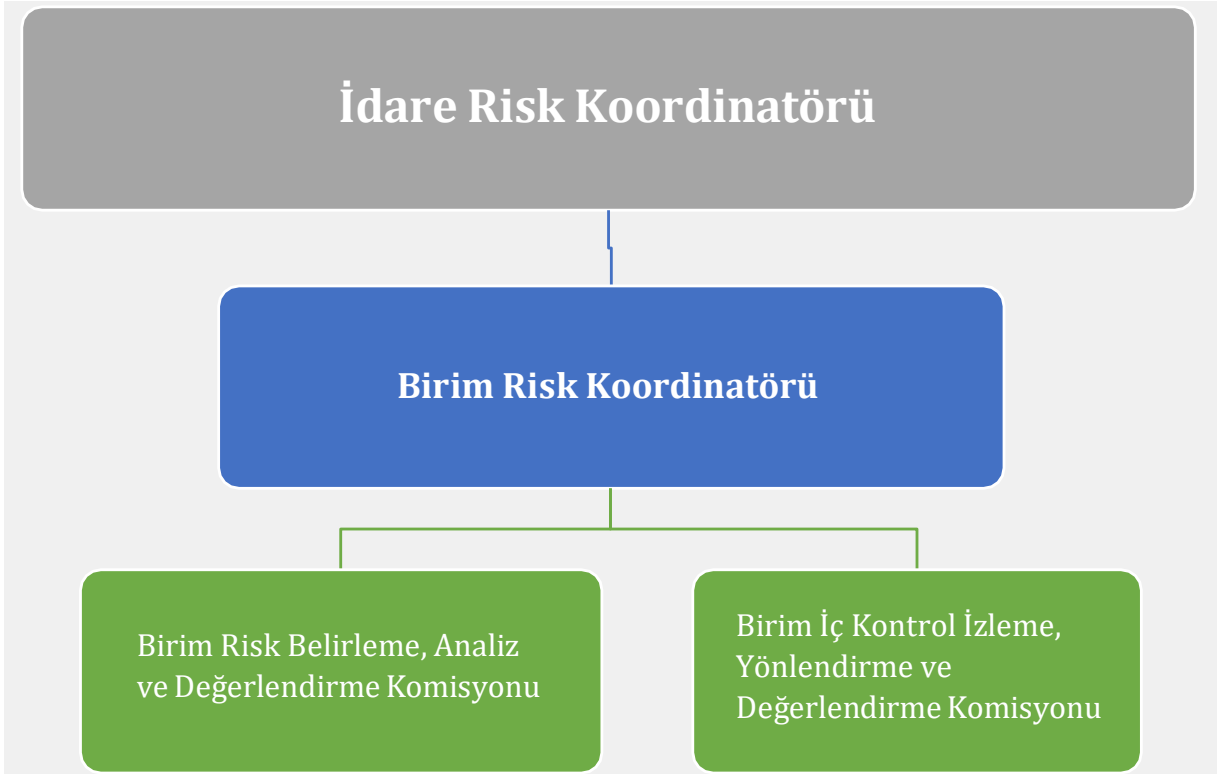 İdare Risk Koordinatörü
Birim Risk Koordinatörü
Birim Risk Belirleme, Analiz
ve Değerlendirme Komisyonu
Birim İç Kontrol İzleme,
Yönlendirme ve
Değerlendirme Komisyonu